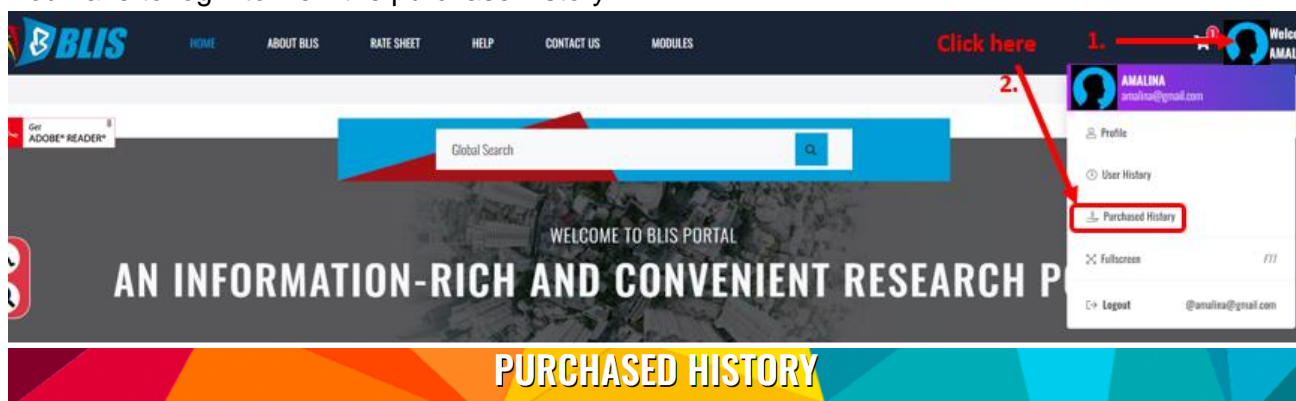 BLIS
HOME ABOUT BLIS RATE SHEET HELP CONTACT US MODULES
Click here 1.
2.
AMALINA
amalina@gmail.com
Get
ADOBE® READER®
Global Search
Profile
User History
Purchased History
Fullscreen
Logout @amalina@gmail.com
WELCOME TO BLIS PORTAL
AN INFORMATION-RICH AND CONVENIENT RESEARCH
PURCHASED HISTORY